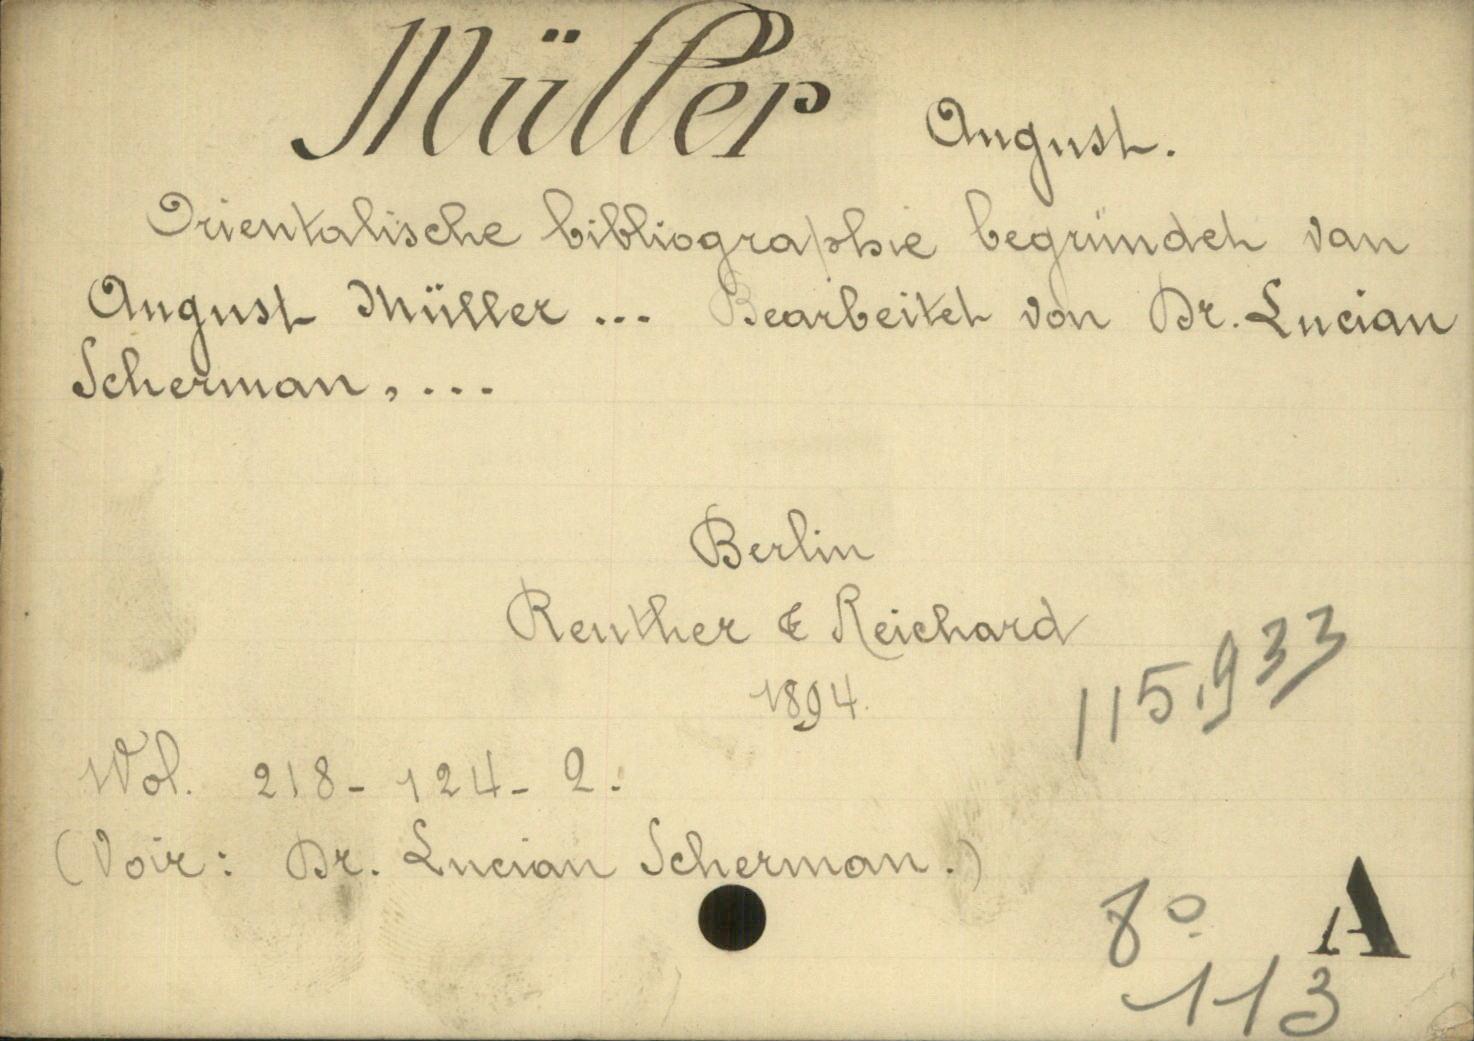 Müller August.
Orientalische bibliographie begründet van
August Müller ... Bearbeitet von Dr. Lucian
Scherman, ...
Berlin
Reuther & Reichard
1894.
115,933
Vol. 218-124-2.
(Voir: Dr. Lucian Scherman.)
8° A
113